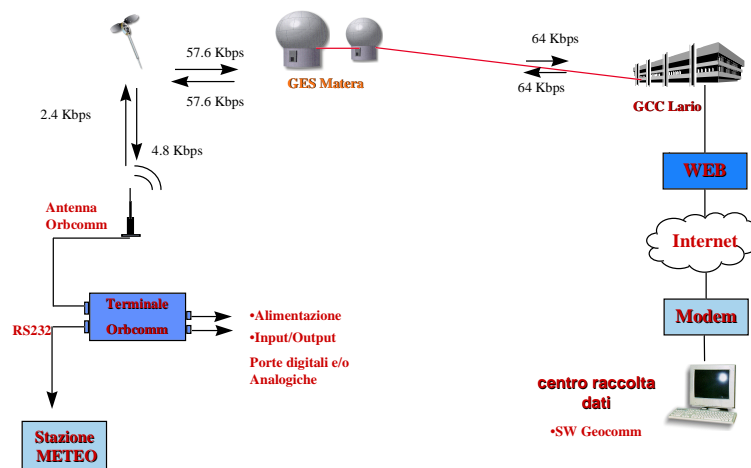 57.6 Kbps
57.6 Kbps
GES Matera
64 Kbps
64 Kbps
GCC Lario
2.4 Kbps
4.8 Kbps
WEB
Antenna
Orbcomm
Internet
Terminale
Orbcomm
RS232
•Alimentazione
•Input/Output
Porte digitali e/o
Analogiche
Modem
centro raccolta
dati
•SW Geocomm
Stazione
METEO